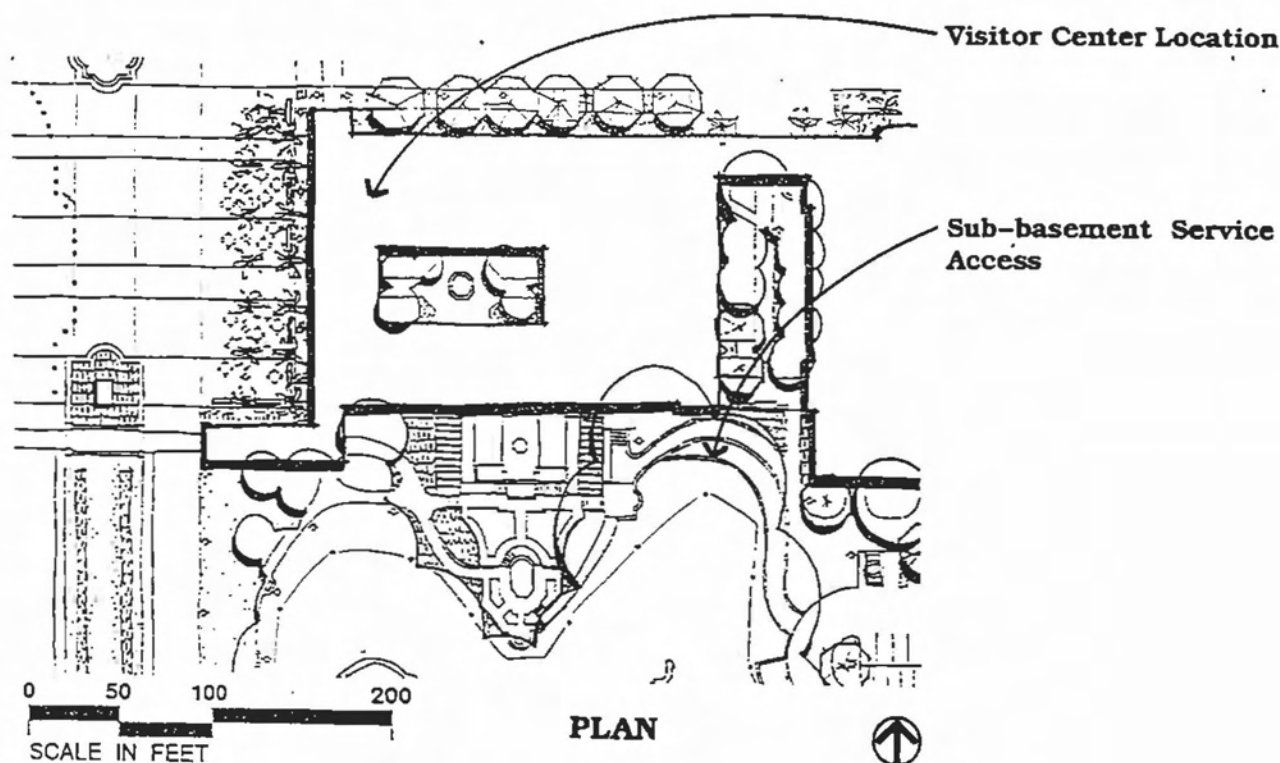 Visitor Center Location
Sub-basement Service
Access
0 50 100 200
SCALE IN FEET
PLAN